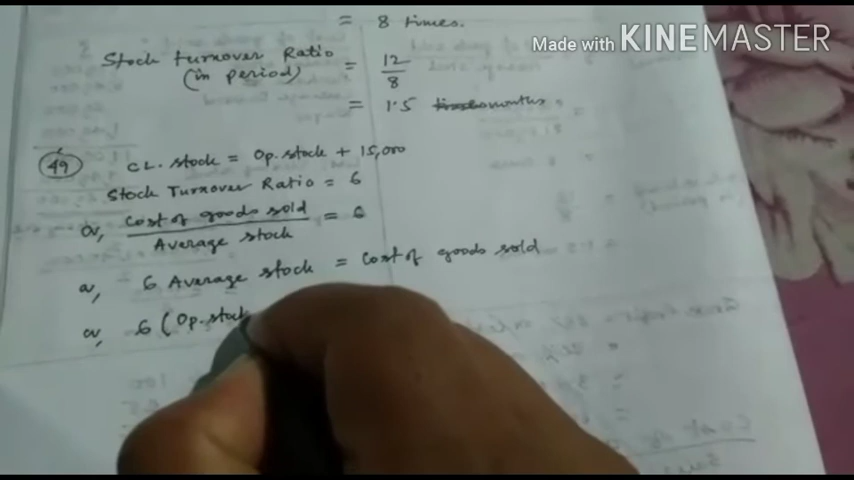 = 8 times.
Made with KINEMASTER
Stock Turnover Ratio
(in period) = 12/8
= 1.5 months
49 CL. stock = Op. stock + 15,000
Stock Turnover Ratio = 6
or, Cost of goods sold / Average stock = 6
or, 6 Average stock = Cost of goods sold
or, 6 (Op. stock